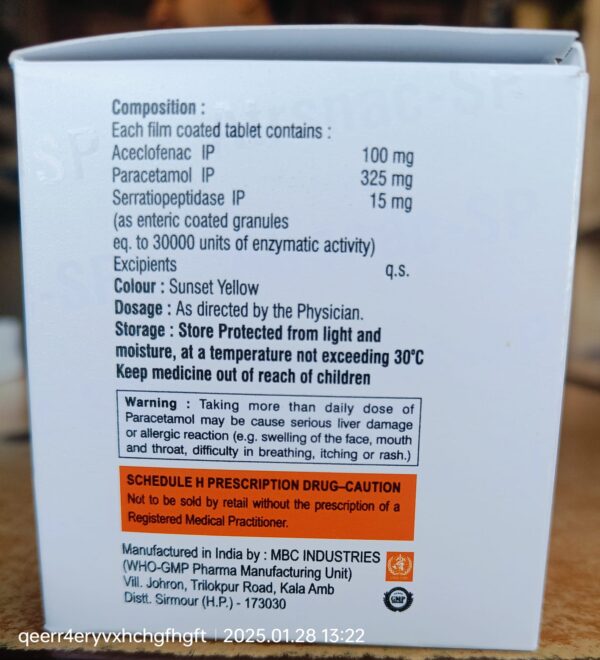 Composition :
Each film coated tablet contains :
Aceclofenac IP 100 mg
Paracetamol IP 325 mg
Serratiopeptidase IP 15 mg
(as enteric coated granules
eq. to 30000 units of enzymatic activity)
Excipients q.s.
Colour : Sunset Yellow
Dosage : As directed by the Physician.
Storage : Store Protected from light and
moisture, at a temperature not exceeding 30°C
Keep medicine out of reach of children
Warning : Taking more than daily dose of
Paracetamol may be cause serious liver damage
or allergic reaction (e.g. swelling of the face, mouth
and throat, difficulty in breathing, itching or rash.)
SCHEDULE H PRESCRIPTION DRUG–CAUTION
Not to be sold by retail without the prescription of a
Registered Medical Practitioner.
Manufactured in India by : MBC INDUSTRIES
(WHO-GMP Pharma Manufacturing Unit)
Vill. Johron, Trilokpur Road, Kala Amb
Distt. Sirmour (H.P.) - 173030
GMP
qeerr4eryvxhchgfhgft | 2025.01.28 13:22